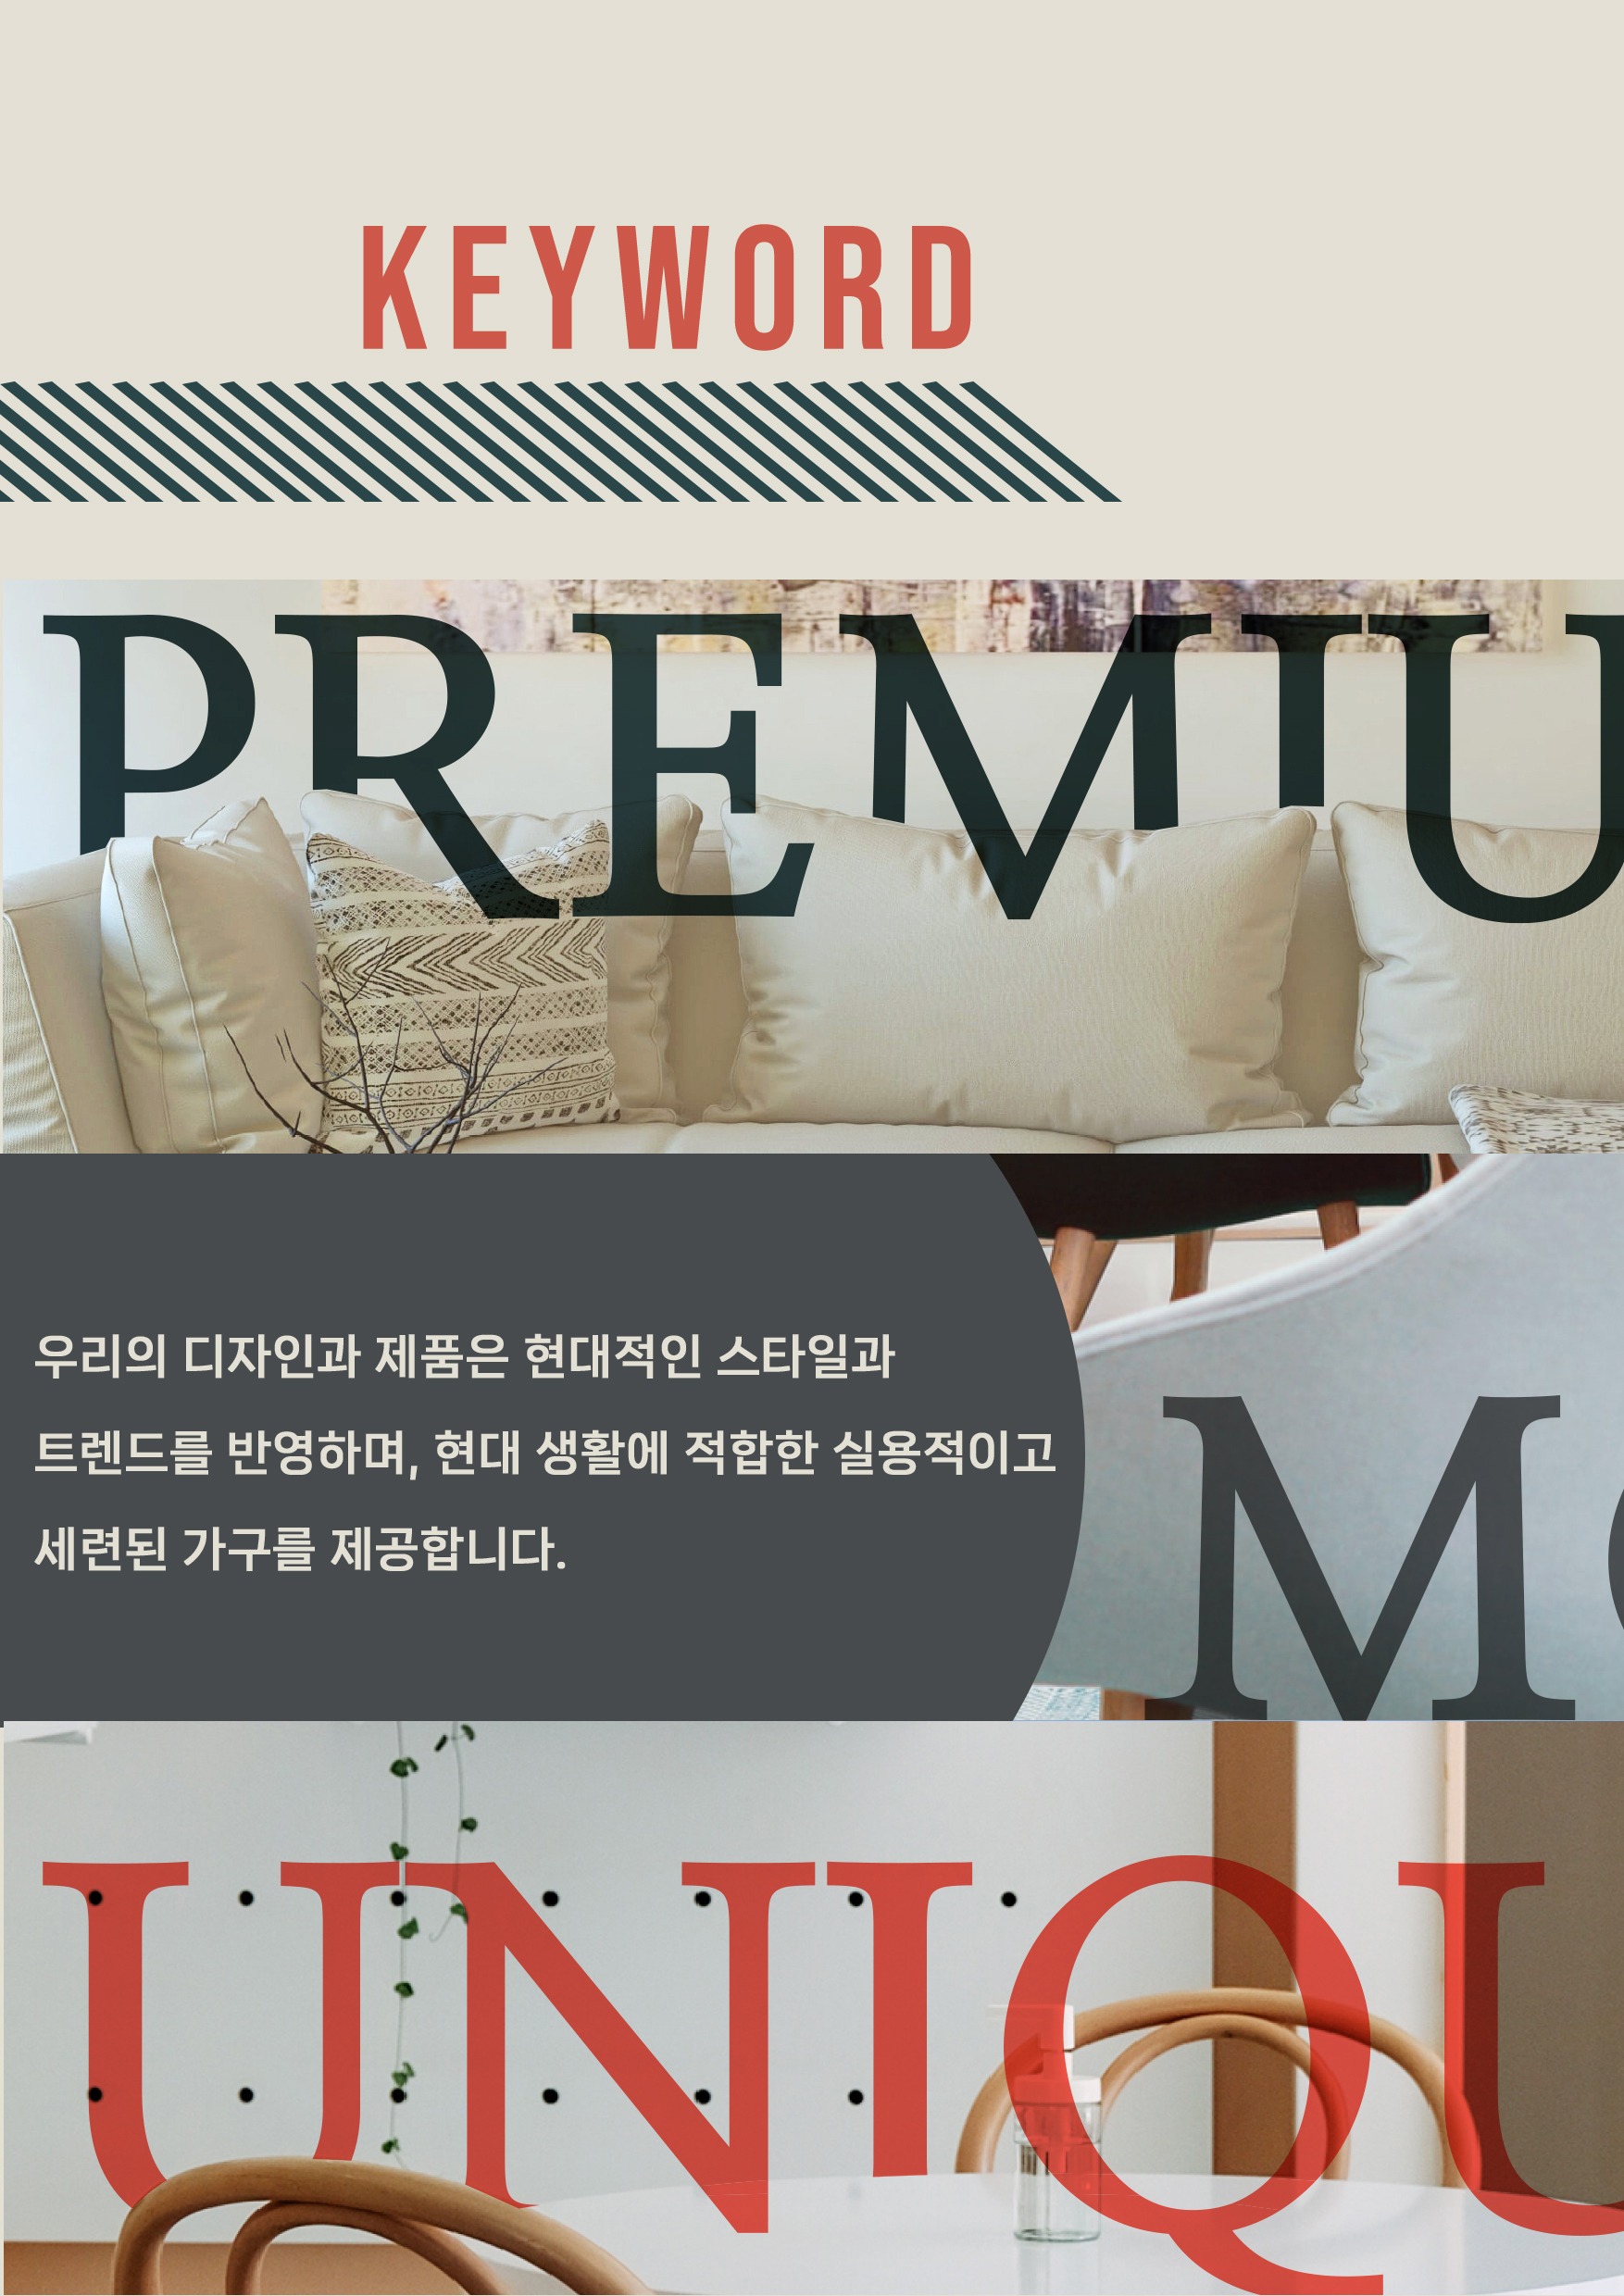 KEYWORD
PREMIU
우리의 디자인과 제품은 현대적인 스타일과
트렌드를 반영하며, 현대 생활에 적합한 실용적이고
세련된 가구를 제공합니다.
M
UNIQU